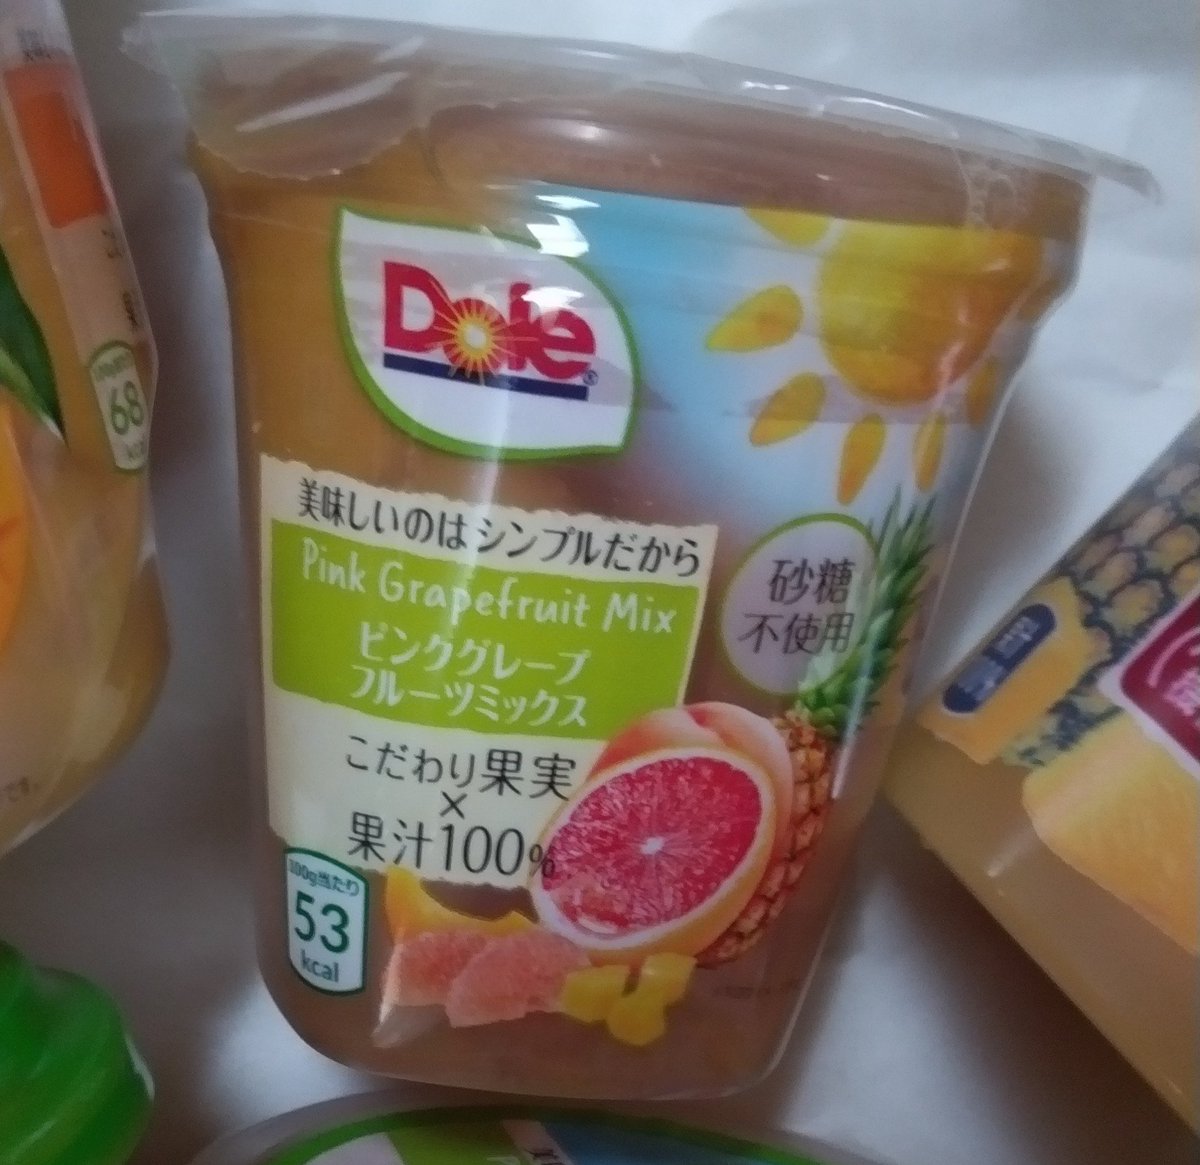 Dole
美味しいのはシンプルだから
Pink Grapefruit Mix
ピンクグレープ
フルーツミックス
砂糖
不使用
こだわり果実
×
果汁100%
100g当たり
53
kcal
68
kcal